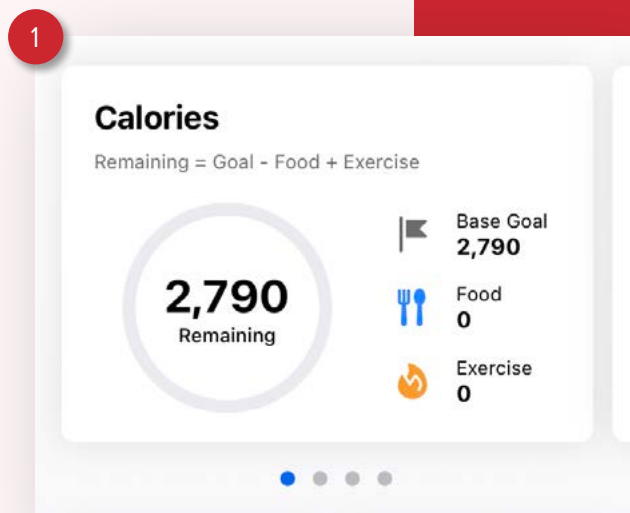 1
Calories
Remaining = Goal - Food + Exercise
2,790
Remaining
Base Goal
2,790
Food
0
Exercise
0